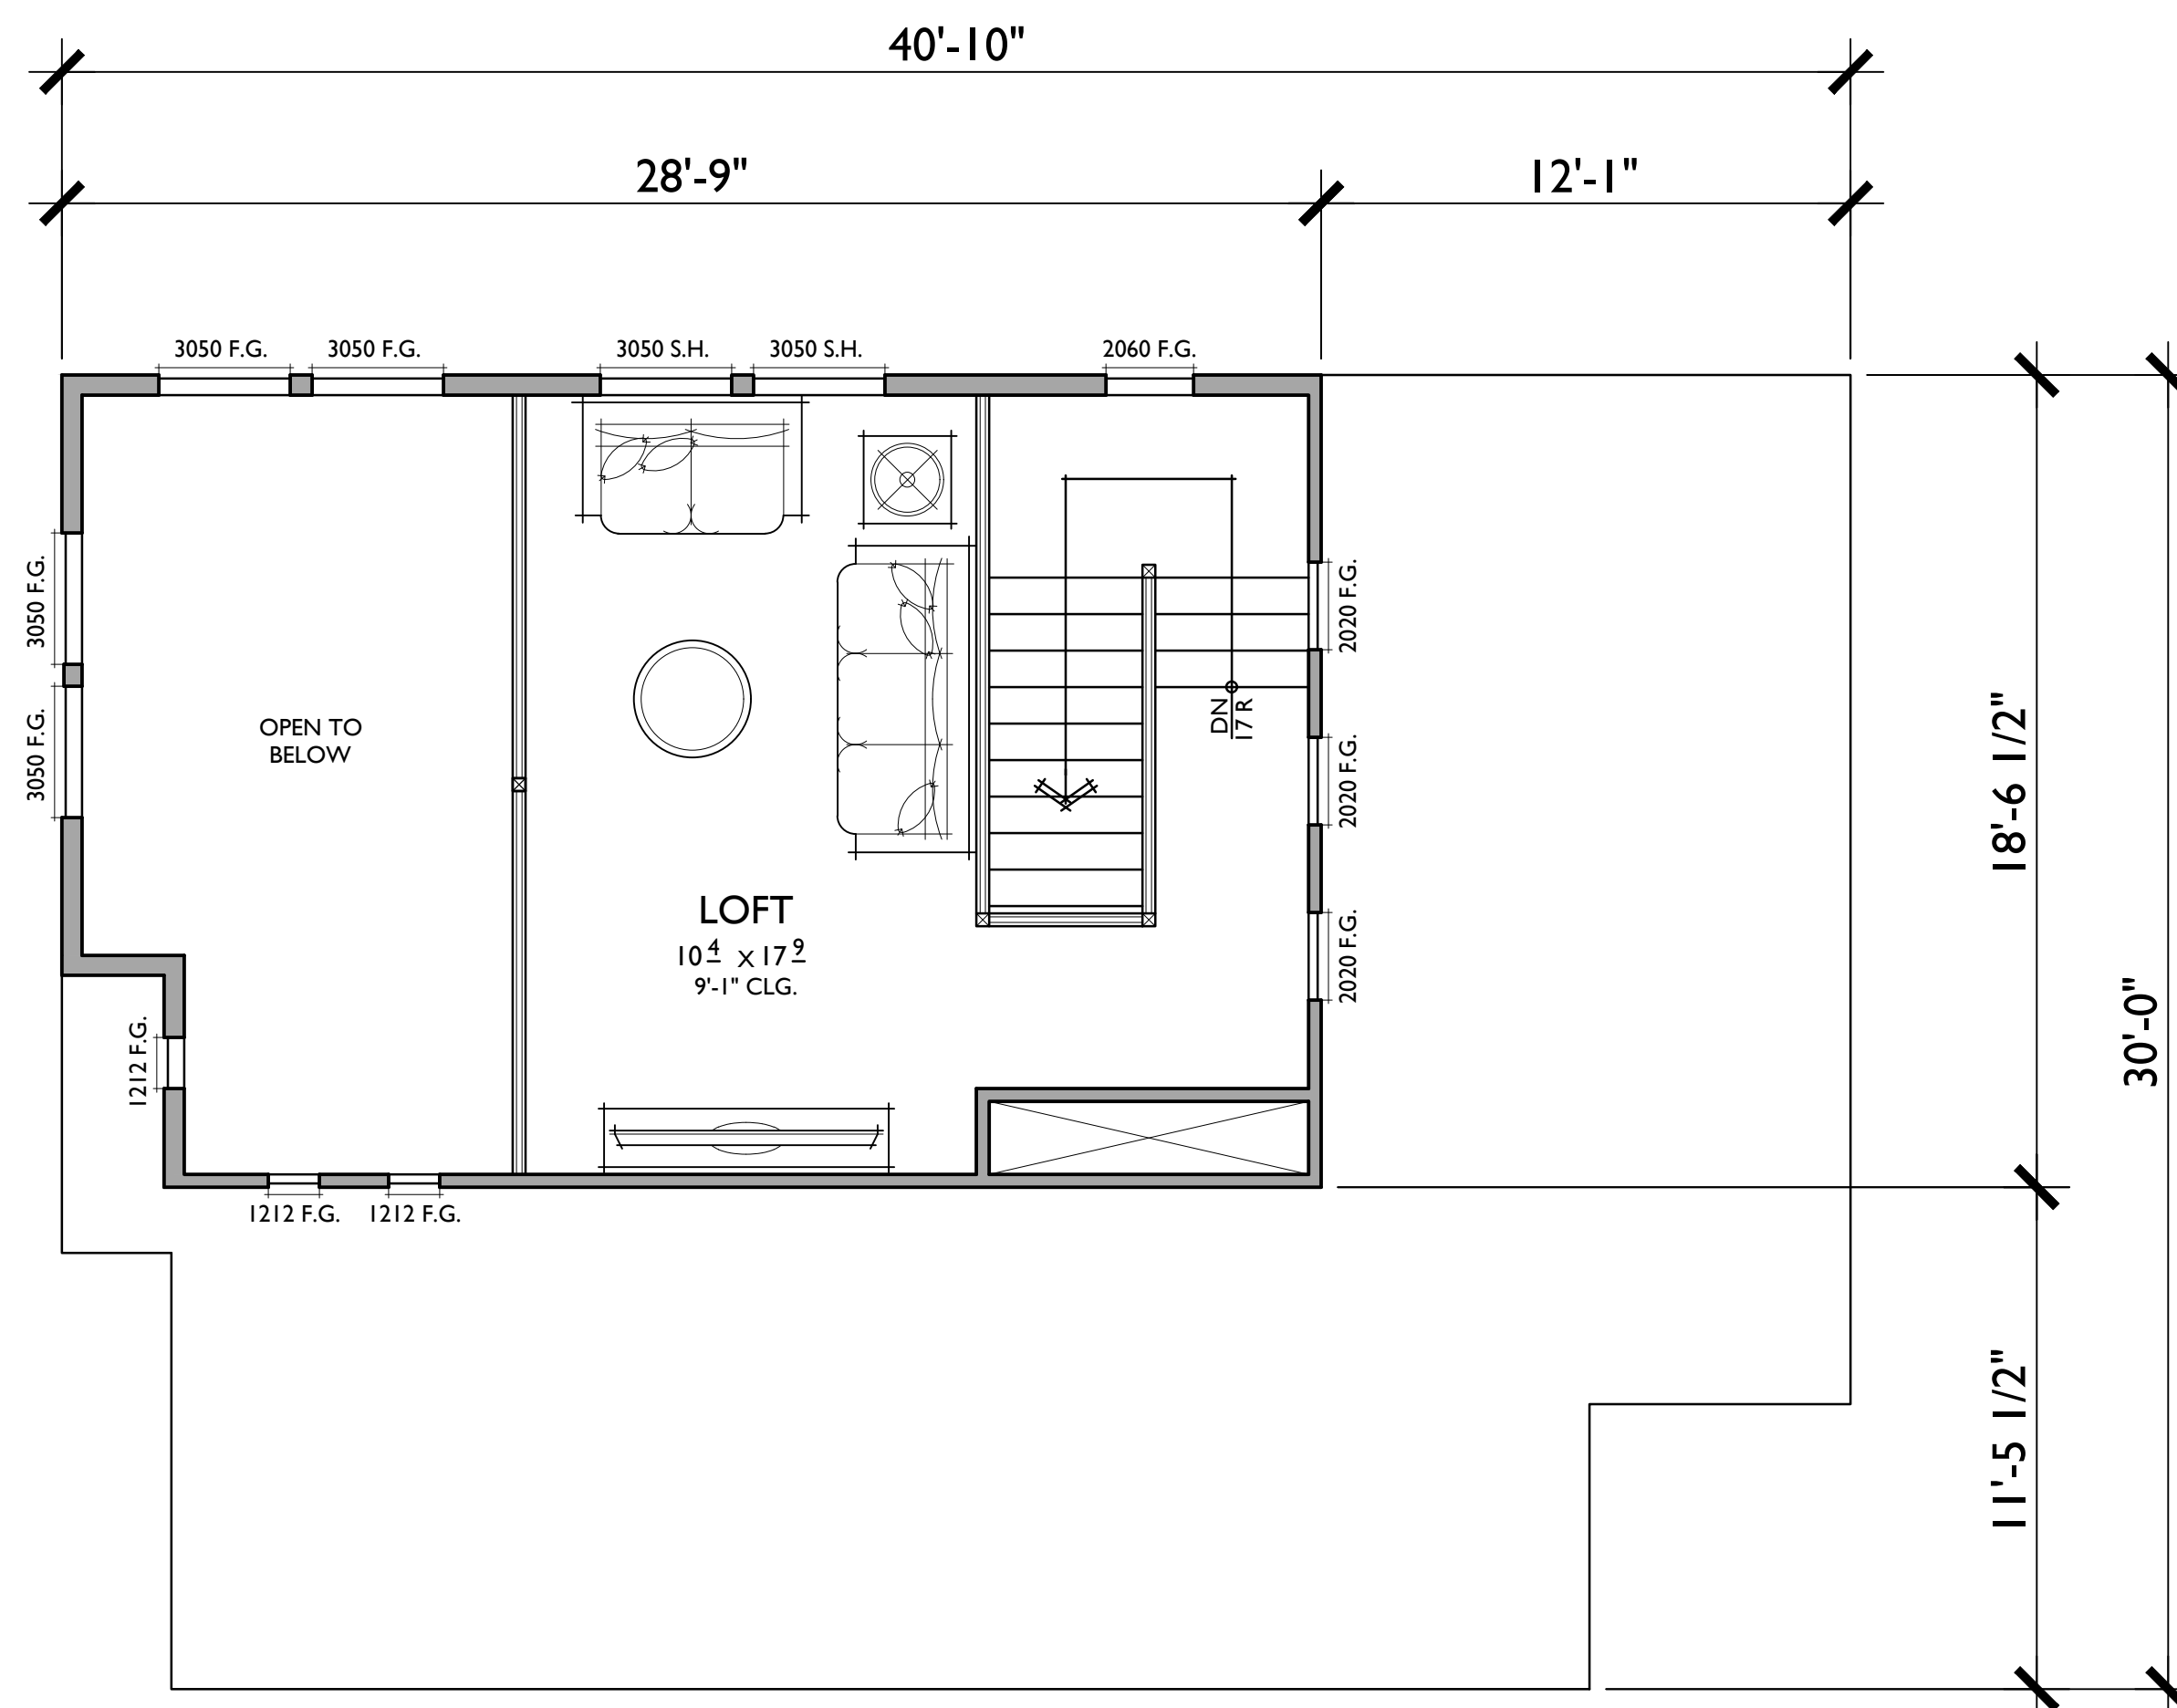 40'-10"
28'-9"
12'-1"
3050 F.G.
3050 F.G.
3050 S.H.
3050 S.H.
2060 F.G.
3050 F.G.
3050 F.G.
2020 F.G.
2020 F.G.
2020 F.G.
DN
17 R
OPEN TO
BELOW
LOFT
10 4 X 17 9
9'-1" CLG.
1212 F.G.
1212 F.G.
1212 F.G.
18'-6 1/2"
30'-0"
11'-5 1/2"